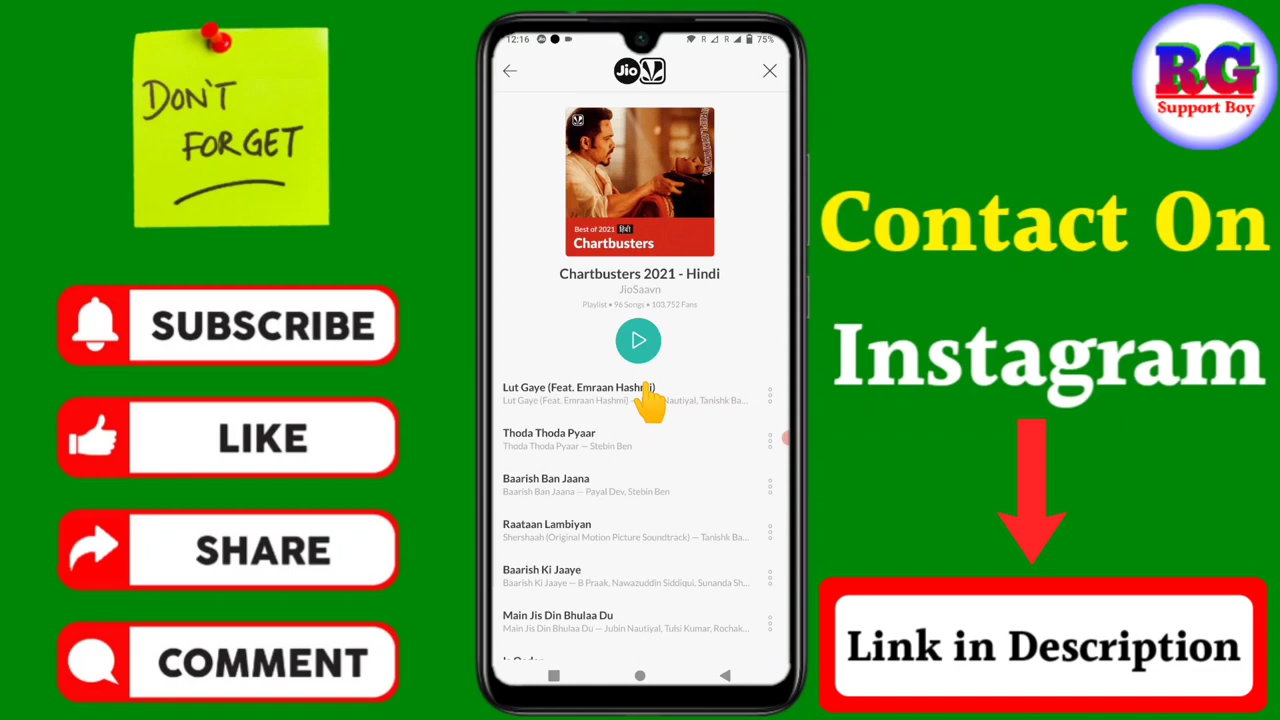 DON'T
FORGET
SUBSCRIBE
LIKE
SHARE
COMMENT
12:16
R
R
75%
Jio
Best of 2021 हिंदी
Chartbusters
Chartbusters 2021 - Hindi
JioSaavn
Playlist • 96 Songs • 103,752 Fans
Lut Gaye (Feat. Emraan Hashmi)
Lut Gaye (Feat. Emraan Hashmi) — Nautiyal, Tanishk Ba...
Thoda Thoda Pyaar
Thoda Thoda Pyaar — Stebin Ben
Baarish Ban Jaana
Baarish Ban Jaana — Payal Dev, Stebin Ben
Raataan Lambiyan
Shershaah (Original Motion Picture Soundtrack) — Tanishk Ba...
Baarish Ki Jaaye
Baarish Ki Jaaye — B Praak, Nawazuddin Siddiqui, Sunanda Sh...
Main Jis Din Bhulaa Du
Main Jis Din Bhulaa Du — Jubin Nautiyal, Tulsi Kumar, Rochak...
RG
Support Boy
Contact On
Instagram
Link in Description